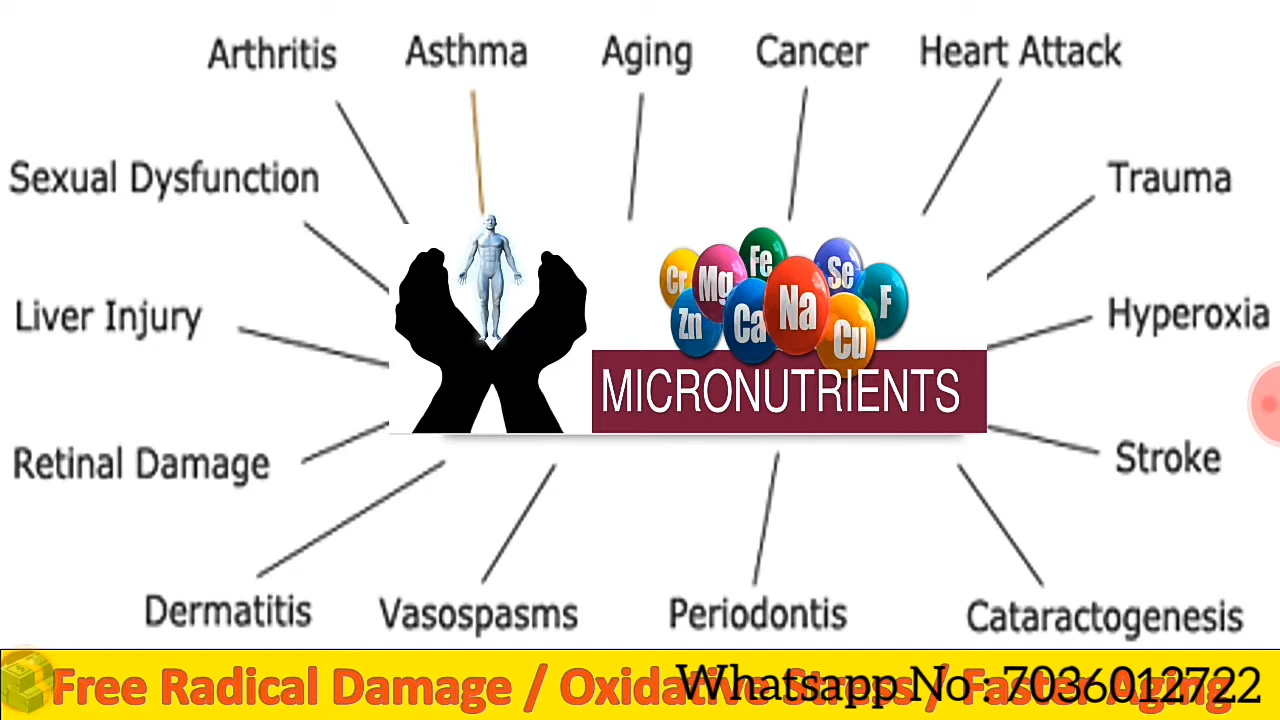 Arthritis Asthma Aging Cancer Heart Attack
Sexual Dysfunction Trauma
Cr Mg Fe Se F
Zn Ca Na Cu
Liver Injury Hyperoxia
MICRONUTRIENTS
Retinal Damage Stroke
Dermatitis Vasospasms Periodontis Cataractogenesis
Free Radical Damage / Oxidative Stress / Faster Aging
Whatsapp No : 7036012722